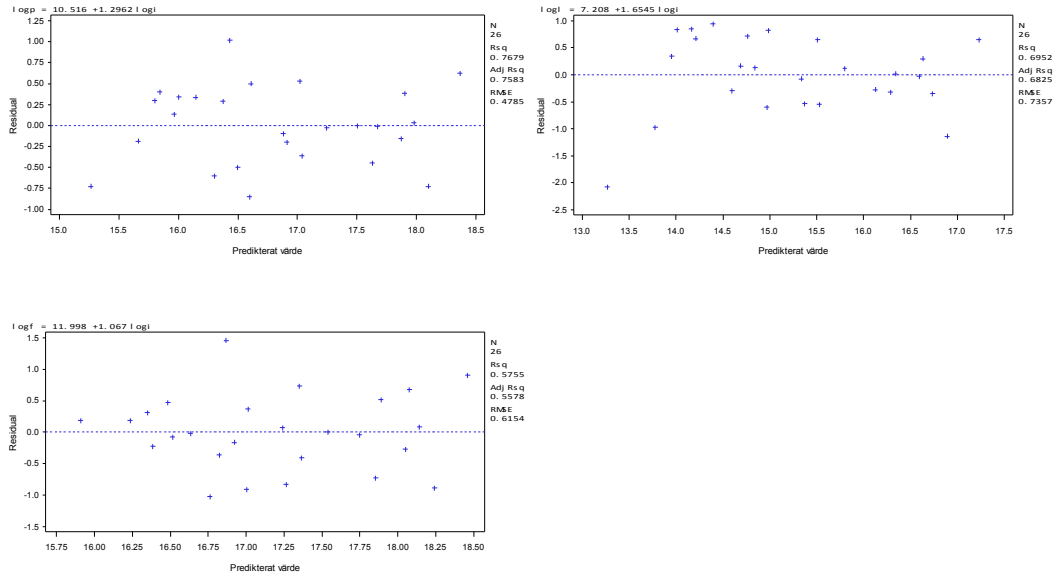 logp = 10.516 +1.2962 logi
1.25
1.00
0.75
0.50
0.25
0.00
-0.25
-0.50
-0.75
-1.00
Residual
15.0 15.5 16.0 16.5 17.0 17.5 18.0 18.5
Predikterat värde
N
26
Rsq
0.7679
Adj Rsq
0.7583
RMSE
0.4785
logl = 7.208 +1.6545 logi
1.0
0.5
0.0
-0.5
-1.0
-1.5
-2.0
-2.5
Residual
13.0 13.5 14.0 14.5 15.0 15.5 16.0 16.5 17.0 17.5
Predikterat värde
N
26
Rsq
0.6952
Adj Rsq
0.6825
RMSE
0.7357
logf = 11.998 +1.067 logi
1.5
1.0
0.5
0.0
-0.5
-1.0
-1.5
Residual
15.75 16.00 16.25 16.50 16.75 17.00 17.25 17.50 17.75 18.00 18.25 18.50
Predikterat värde
N
26
Rsq
0.5755
Adj Rsq
0.5578
RMSE
0.6154